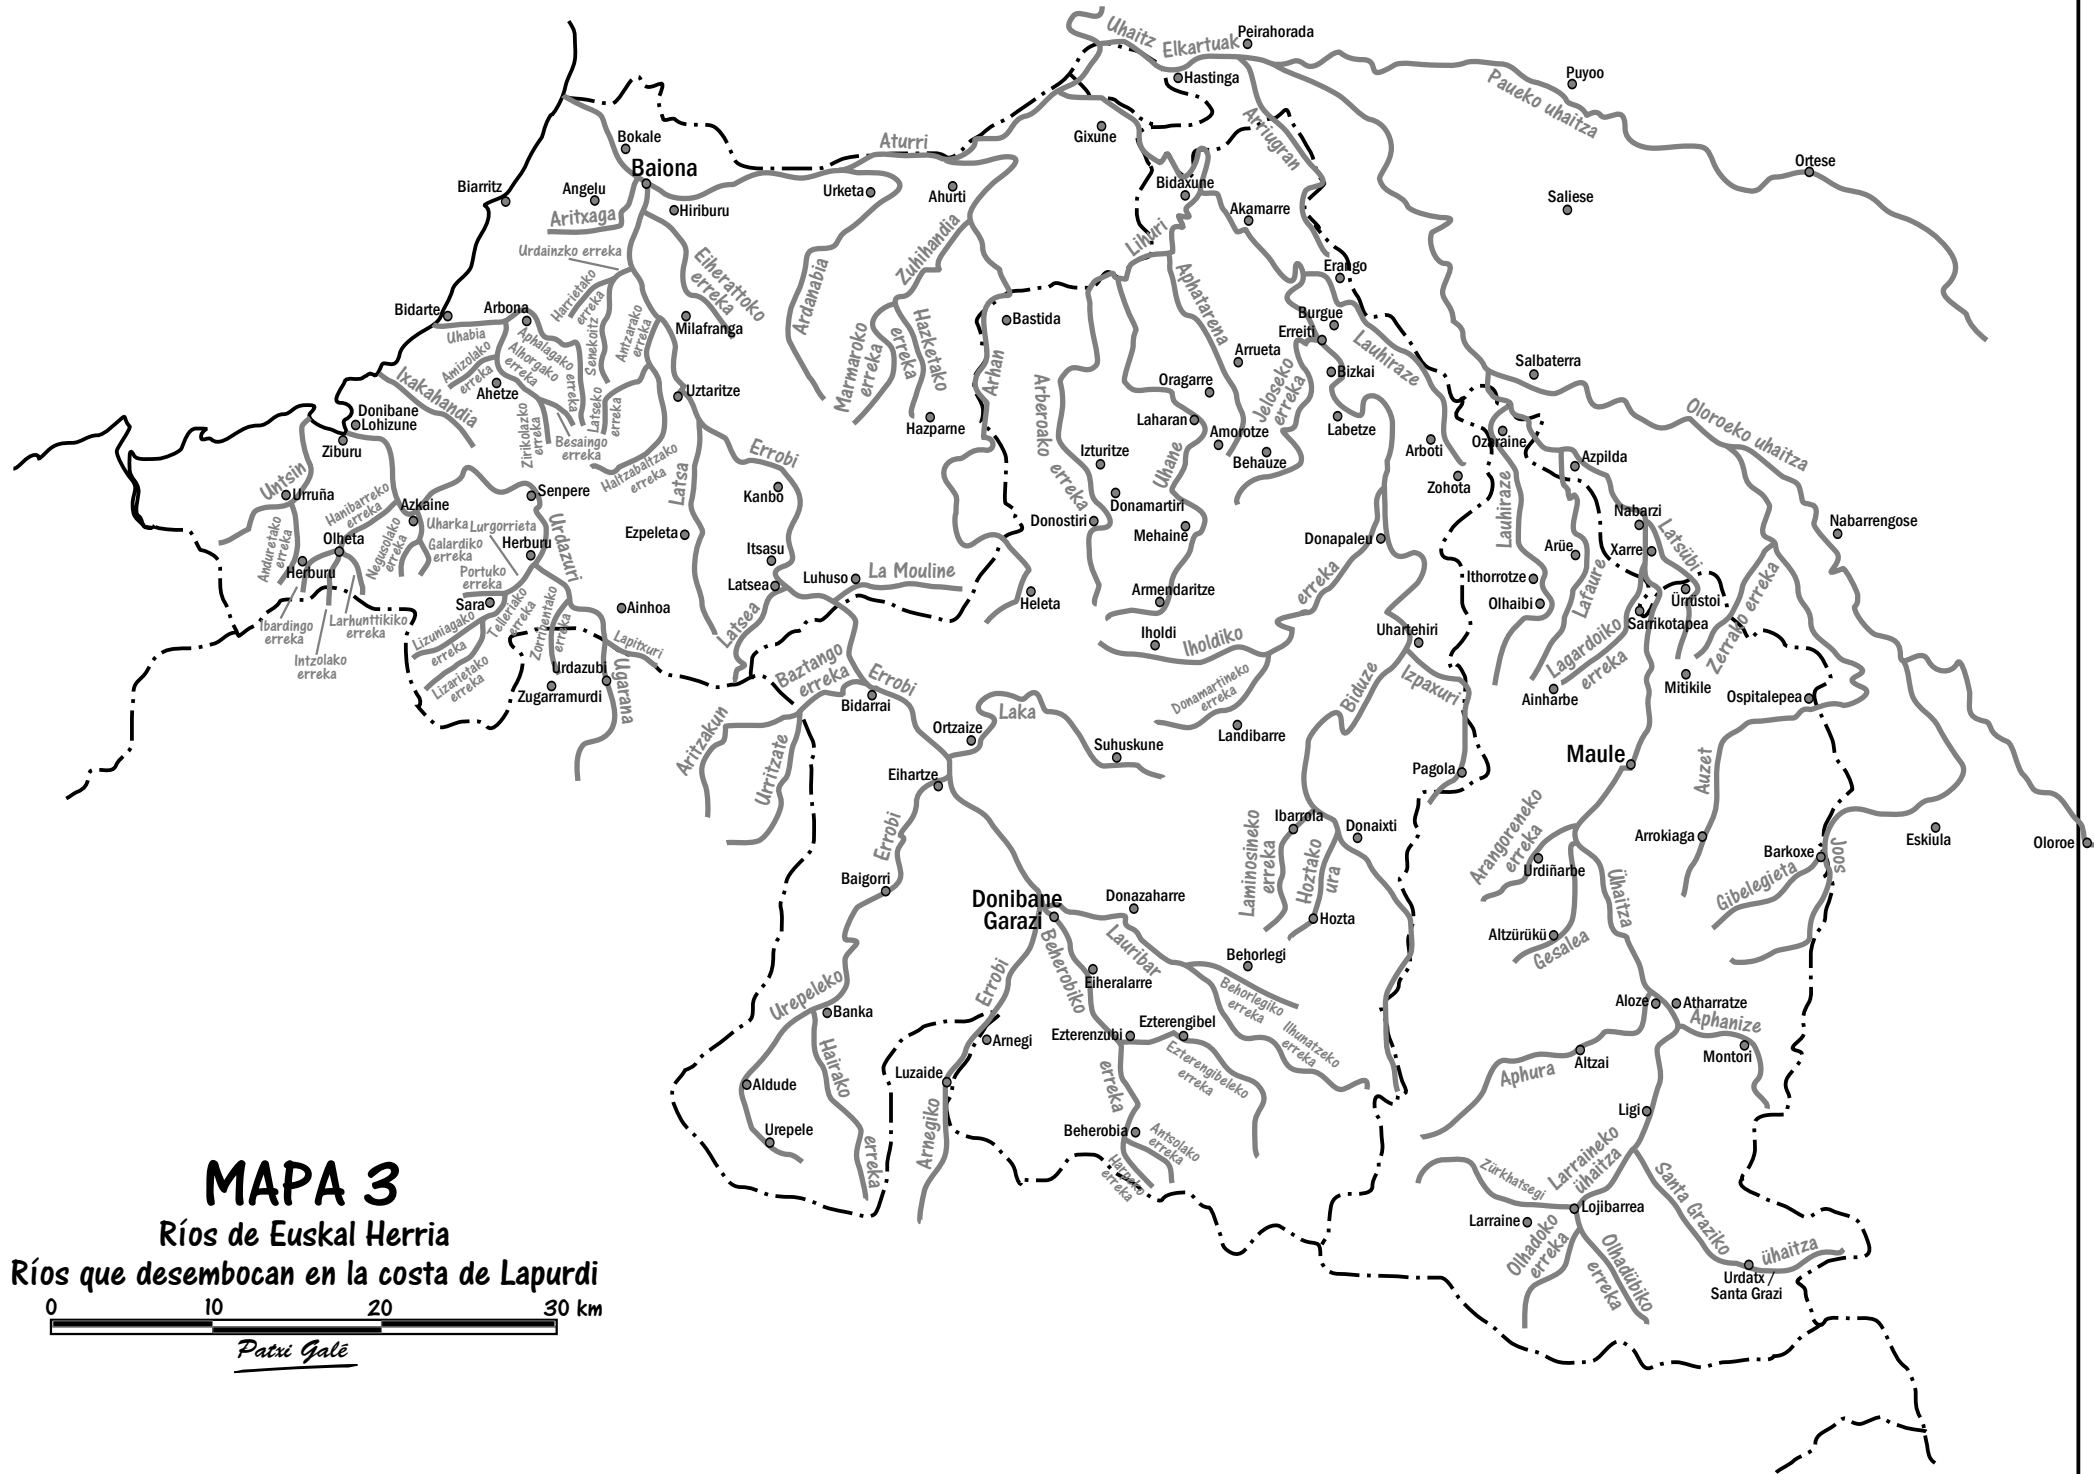 Uhaitz
Elkartuak
Peirahorada
Hastinga
Puyoo
Paueko uhaitza
Ortese
Saliese
Gixune
Arriugran
Bokale
Baiona
Aturri
Biarritz
Angelu
Aritxaga
Hiriburu
Urketa
Ahurti
Bidaxune
Akamarre
Lihuri
Zuhihandia
Urdainzko erreka
Eiherattoko
erreka
Harrietako
erreka
Ardanabia
Aphatarena
Erango
Bidarte
Arbona
Uhabia
Milafranga
Senekoitz
Antzarako
erreka
Aphalagako
erreka
Alhorgako
erreka
Amizolako
erreka
Ahetze
Ixakahandia
Marmaroko
erreka
Hazketako
erreka
Bastida
Arhan
Burgue
Erreiti
Lauhiraze
Arrueta
Bizkai
Salbaterra
Oloroeko uhaitza
Uztaritze
Latseko
erreka
Zirikolazko
erreka
Besaingo
erreka
Haltzabaltzako
erreka
Donibane
Lohizune
Ziburu
Hazparne
Arberoako
erreka
Oragarre
Laharan
Amorotze
Jeloseko
erreka
Behauze
Labetze
Arboti
Zohota
Ozaraine
Azpilda
Untsin
Urruña
Hanibarreko
erreka
Azkaine
Senpere
Errobi
Kanbo
Latsa
Izturitze
Uhane
Donamartiri
Donostiri
Mehaine
Donapaleu
Lauhiraze
Nabarzi
Nabarrengose
Anduretako
erreka
Olheta
Herburu
Negusolako
erreka
Uharka
Lurgorrieta
Galardiko
erreka
Herburu
Urdazuri
Portuko
erreka
Sara
Ezpeleta
Itsasu
Latsea
Luhuso
La Mouline
Heleta
Armendaritze
Arüe
Xarre
Latsübi
Ithorrotze
Olhaibi
Lafaure
Ürrüstoi
Sarrikotapea
Zerrako erreka
Ibardingo
erreka
Larhunttikiko
erreka
Intzolako
erreka
Lizuniagako
erreka
Telleriako
erreka
Lizarietako
erreka
Zorripentako
erreka
Ainhoa
Lapitxuri
Latsea
Urdazubi
Zugarramurdi
Ugarana
Baztango
erreka
Errobi
Bidarrai
Iholdi
Iholdiko
erreka
Donamartineko
erreka
Landibarre
Uhartehiri
Biduze
Izpaxuri
Lagardoiko
erreka
Ainharbe
Mitikile
Ospitalepea
Aritzakun
Urritzate
Ortzaize
Laka
Suhuskune
Eihartze
Pagola
Maule
Auzet
Errobi
Baigorri
Laminosineko
erreka
Ibarrola
Hoztako
ura
Donaixti
Hozta
Arangoreneko
erreka
Urdiñarbe
Ühaitza
Arrokiaga
Barkoxe
Gibelegieta
Joos
Eskiula
Oloroe
Donibane
Garazi
Donazaharre
Lauribar
Beherobiko
erreka
Eiheralarre
Behorlegi
Behorlegiko
erreka
Ilhunatzeko
erreka
Altzürükü
Gesalea
Errobi
Urepeleko
Banka
Hairako
erreka
Arnegi
Ezterenzubi
Ezterengibel
Ezterengibeleko
erreka
Aloze
Atharratze
Aphanize
Montori
Altzai
Aphura
Aldude
Urepele
Luzaide
Arnegiko
Beherobia
Antsolako
erreka
Harpeko
erreka
Ligi
Larraineko
ühaitza
Zürkhatsegi
Larraine
Lojibarrea
Olhadoko
erreka
Olhadübiko
erreka
Santa Graziko
ühaitza
Urdatx /
Santa Grazi
MAPA 3
Ríos de Euskal Herria
Ríos que desembocan en la costa de Lapurdi
0 10 20 30 km
Patxi Galé